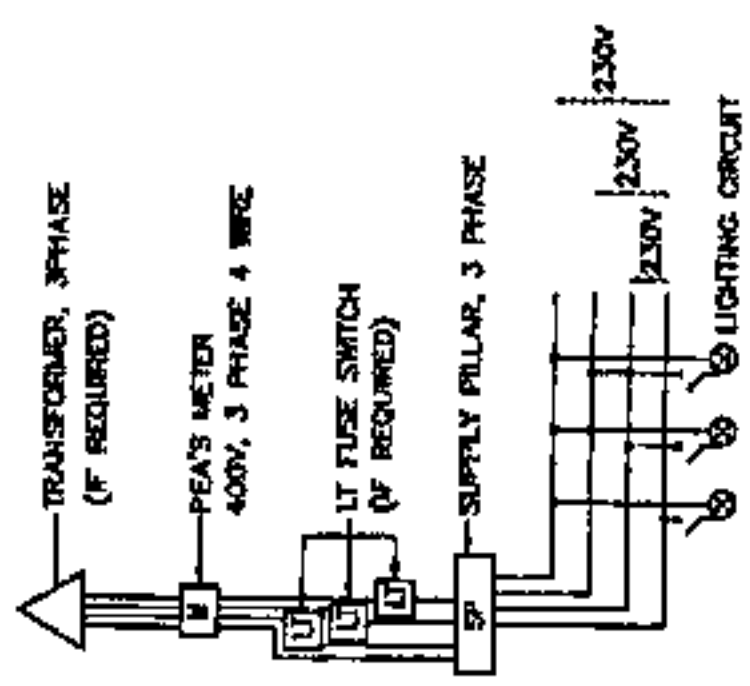 TRANSFORMER, 3PHASE
(IF REQUIRED)
PEA'S METER
400V, 3 PHASE 4 WIRE
LT FUSE SWITCH
(IF REQUIRED)
SUPPLY PILLAR, 3 PHASE
M
LT
LT
LT
SP
230V
230V
230V
LIGHTING CIRCUIT